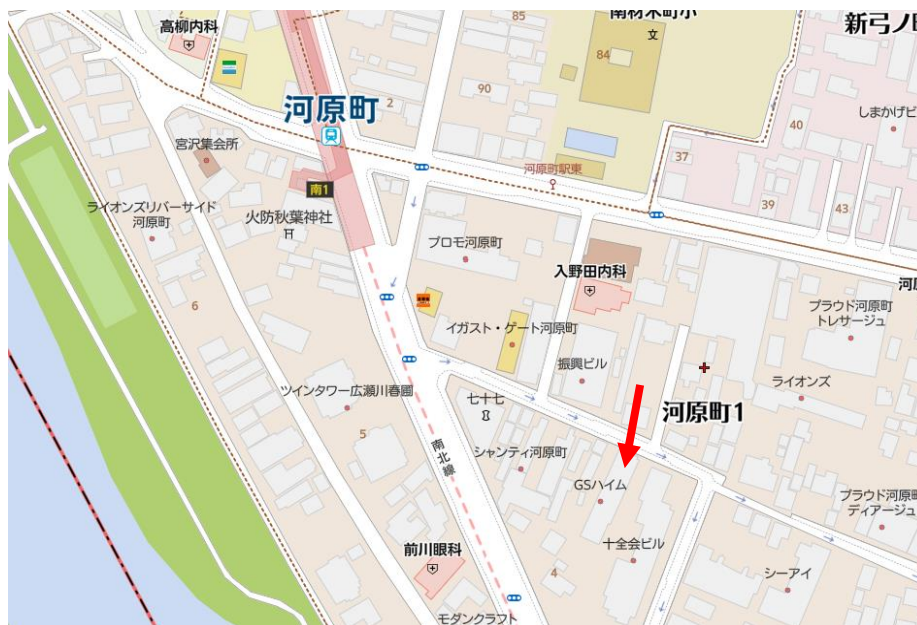 85
南材木町小
新弓ノ
高柳内科
文
84
90
2
しまかげビ
河原町
40
宮沢集会所
37
河原町駅東
南1
39
43
ライオンズリバーサイド
河原町
火防秋葉神社
プロモ河原町
入野田内科
河
プラウド河原町
トレサージュ
6
イガスト・ゲート河原町
振興ビル
ライオンズ
ツインタワー広瀬川春圃
七十七
河原町1
5
南北線
シャンティ河原町
GSハイム
プラウド河原町
ディアージュ
前川眼科
十全会ビル
4
シーアイ
モダンクラフト